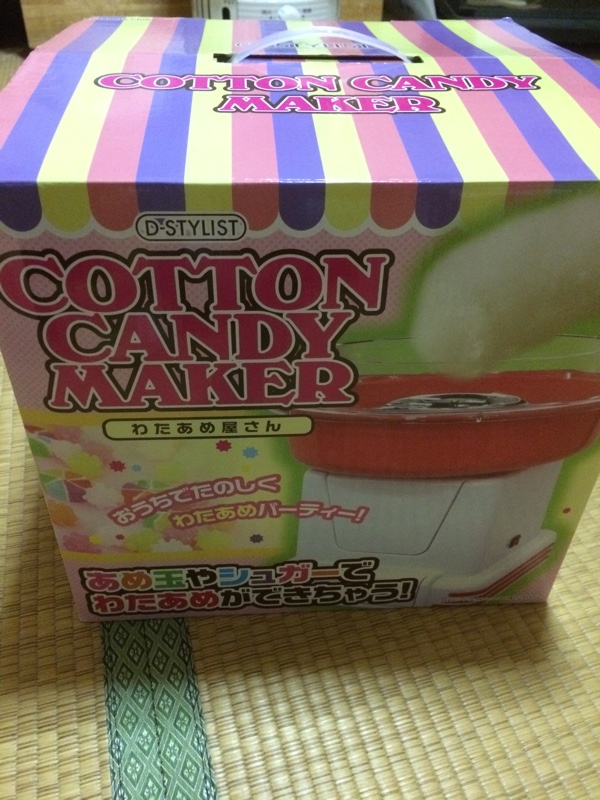 COTTON CANDY
MAKER
D-STYLIST
COTTON
CANDY
MAKER
わたあめ屋さん
おうちでたのしく
わたあめパーティー!
あめ玉やシュガーで
わたあめができちゃう!